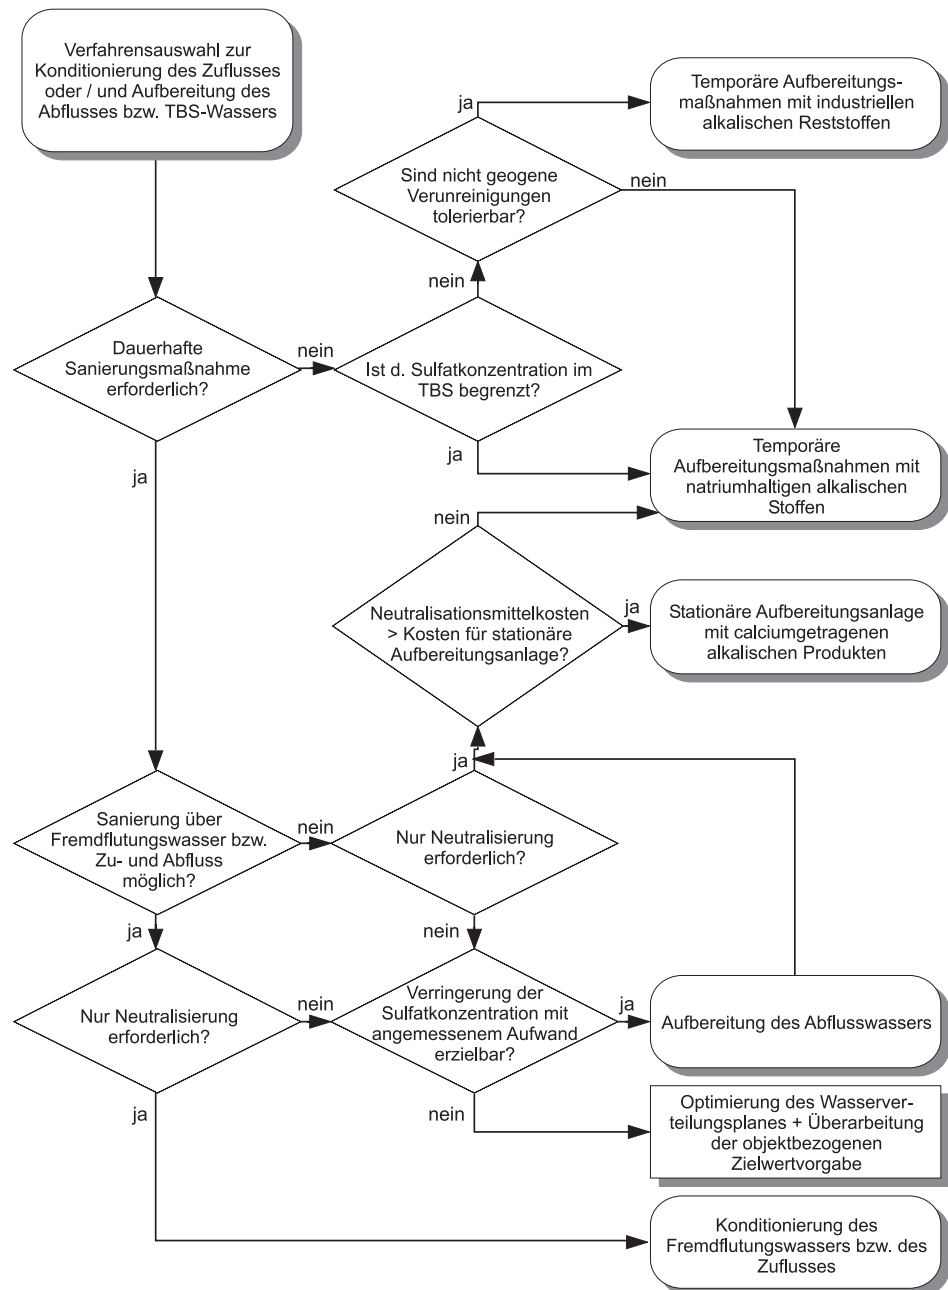 Verfahrensauswahl zur
Konditionierung des Zuflusses
oder / und Aufbereitung des
Abflusses bzw. TBS-Wassers
Temporäre Aufbereitungs-
maßnahmen mit industriellen
alkalischen Reststoffen
ja
Sind nicht geogene
Verunreinigungen
tolerierbar?
nein
nein
Dauerhafte
Sanierungsmaßnahme
erforderlich?
nein
Ist d. Sulfatkonzentration im
TBS begrenzt?
ja
ja
Temporäre
Aufbereitungsmaßnahmen mit
natriumhaltigen alkalischen
Stoffen
nein
Neutralisationsmittelkosten
> Kosten für stationäre
Aufbereitungsanlage?
ja
Stationäre Aufbereitungsanlage
mit calciumgetragenen
alkalischen Produkten
ja
Sanierung über
Fremdflutungswasser bzw.
Zu- und Abfluss
möglich?
nein
Nur Neutralisierung
erforderlich?
ja
nein
Nur Neutralisierung
erforderlich?
nein
Verringerung der
Sulfatkonzentration mit
angemessenem Aufwand
erzielbar?
ja
Aufbereitung des Abflusswassers
ja
nein
Optimierung des Wasserver-
teilungsplanes + Überarbeitung
der objektbezogenen
Zielwertvorgabe
Konditionierung des
Fremdflutungswassers bzw. des
Zuflusses